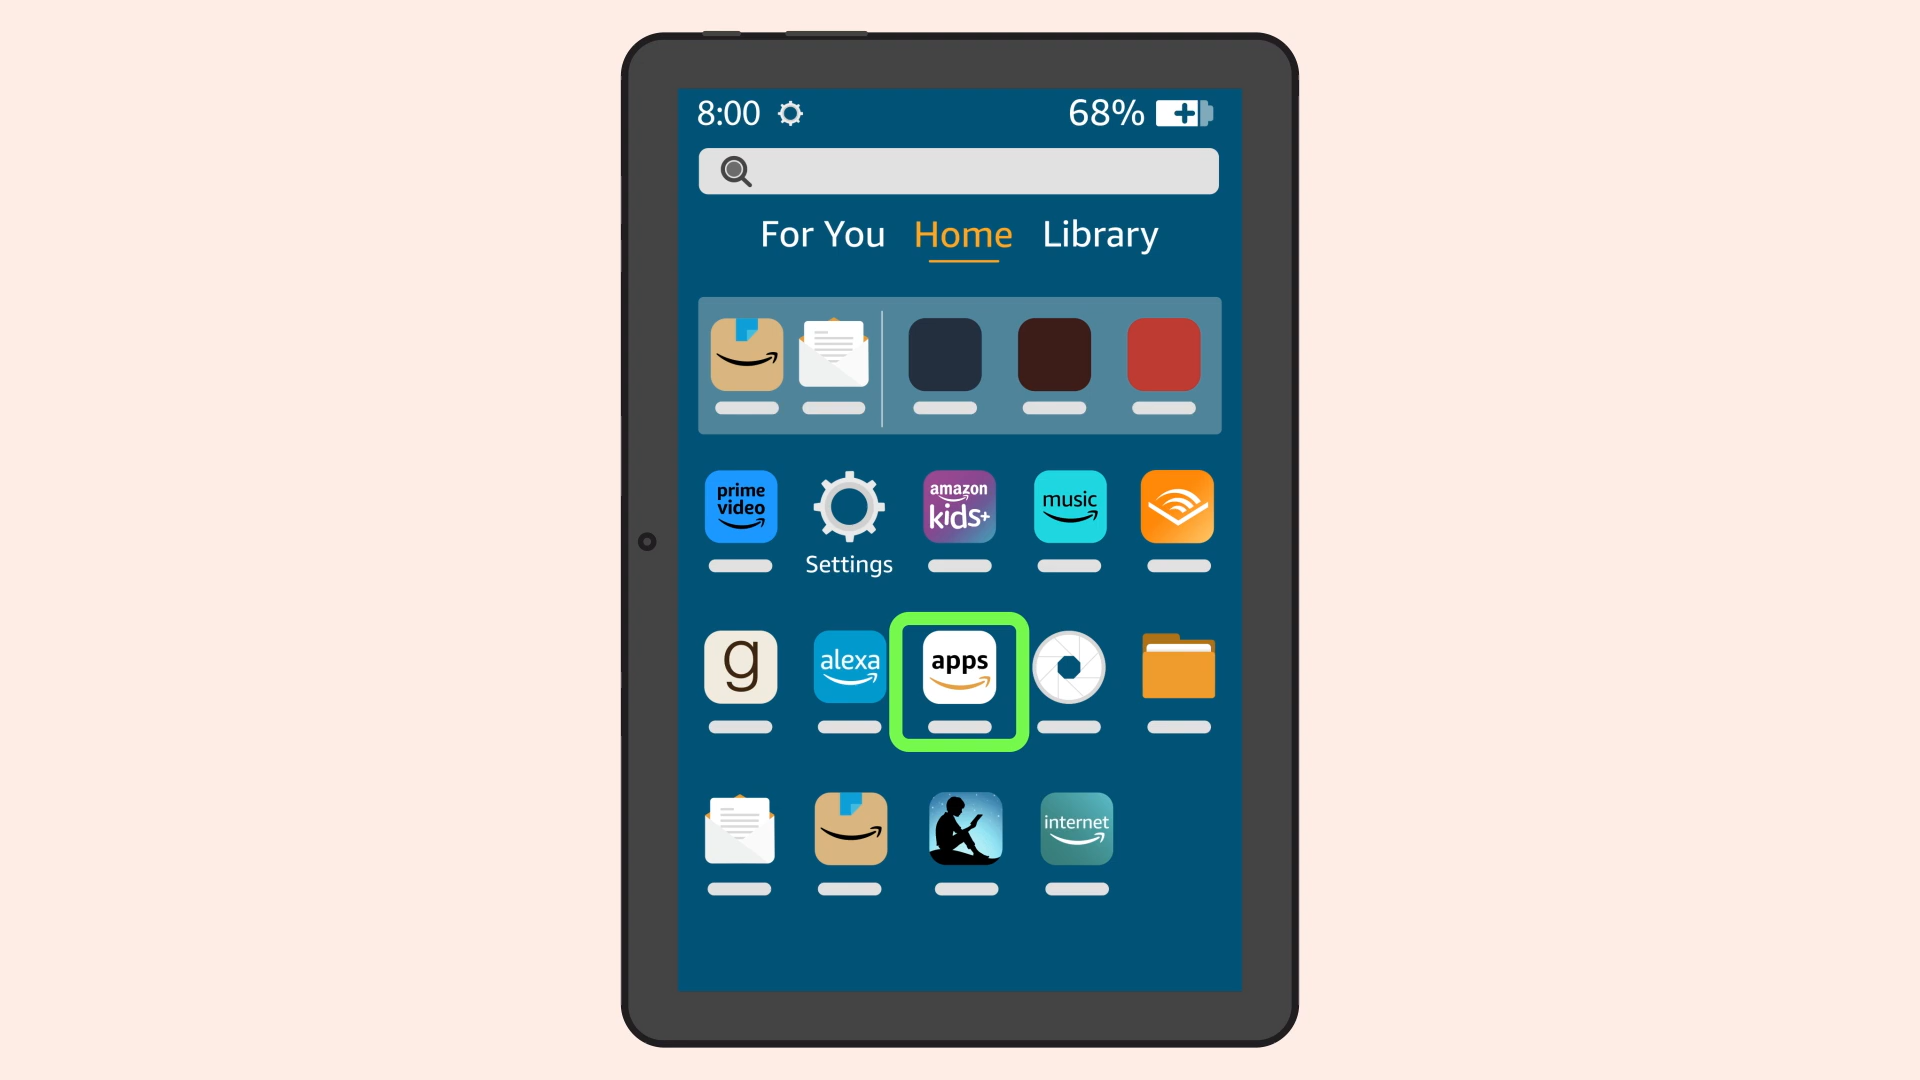 8:00
68%
For You Home Library
prime
video
Settings
amazon
kids+
music
g
alexa
apps
internet